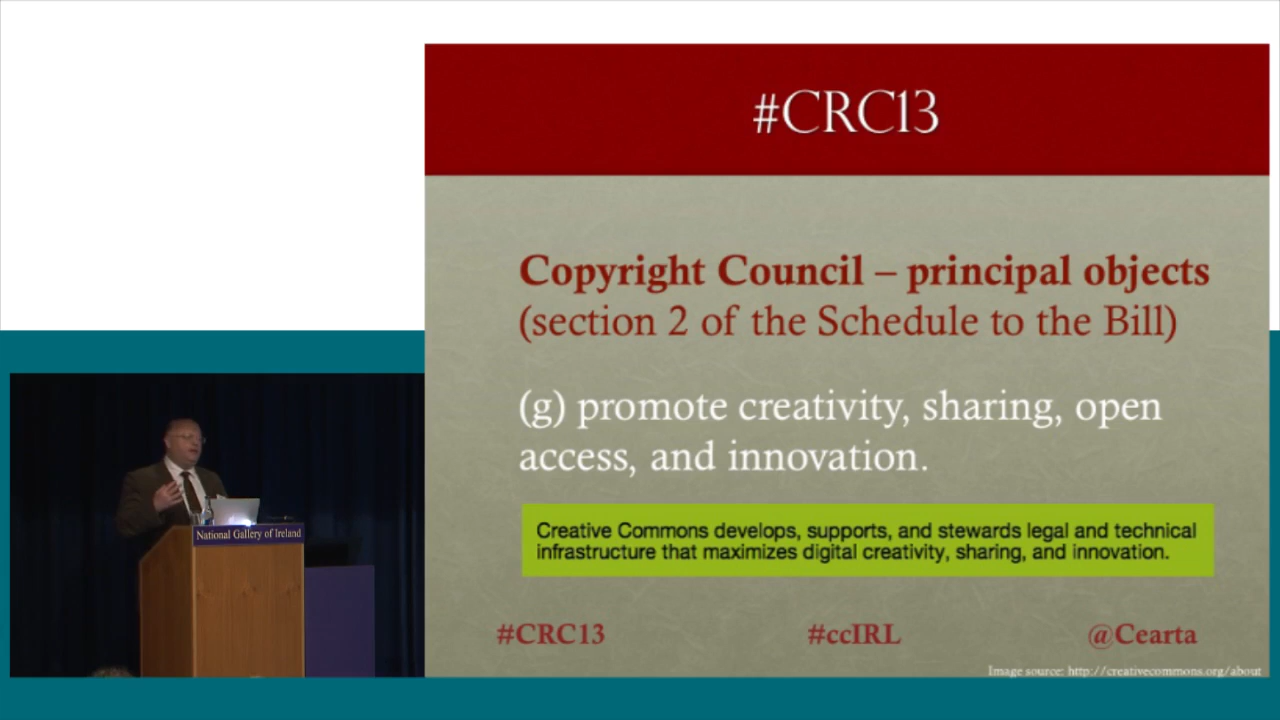 #CRC13
Copyright Council – principal objects
(section 2 of the Schedule to the Bill)
(g) promote creativity, sharing, open
access, and innovation.
Creative Commons develops, supports, and stewards legal and technical
infrastructure that maximizes digital creativity, sharing, and innovation.
#CRC13
#ccIRL
@Cearta
Image source: http://creativecommons.org/about
National Gallery of Ireland